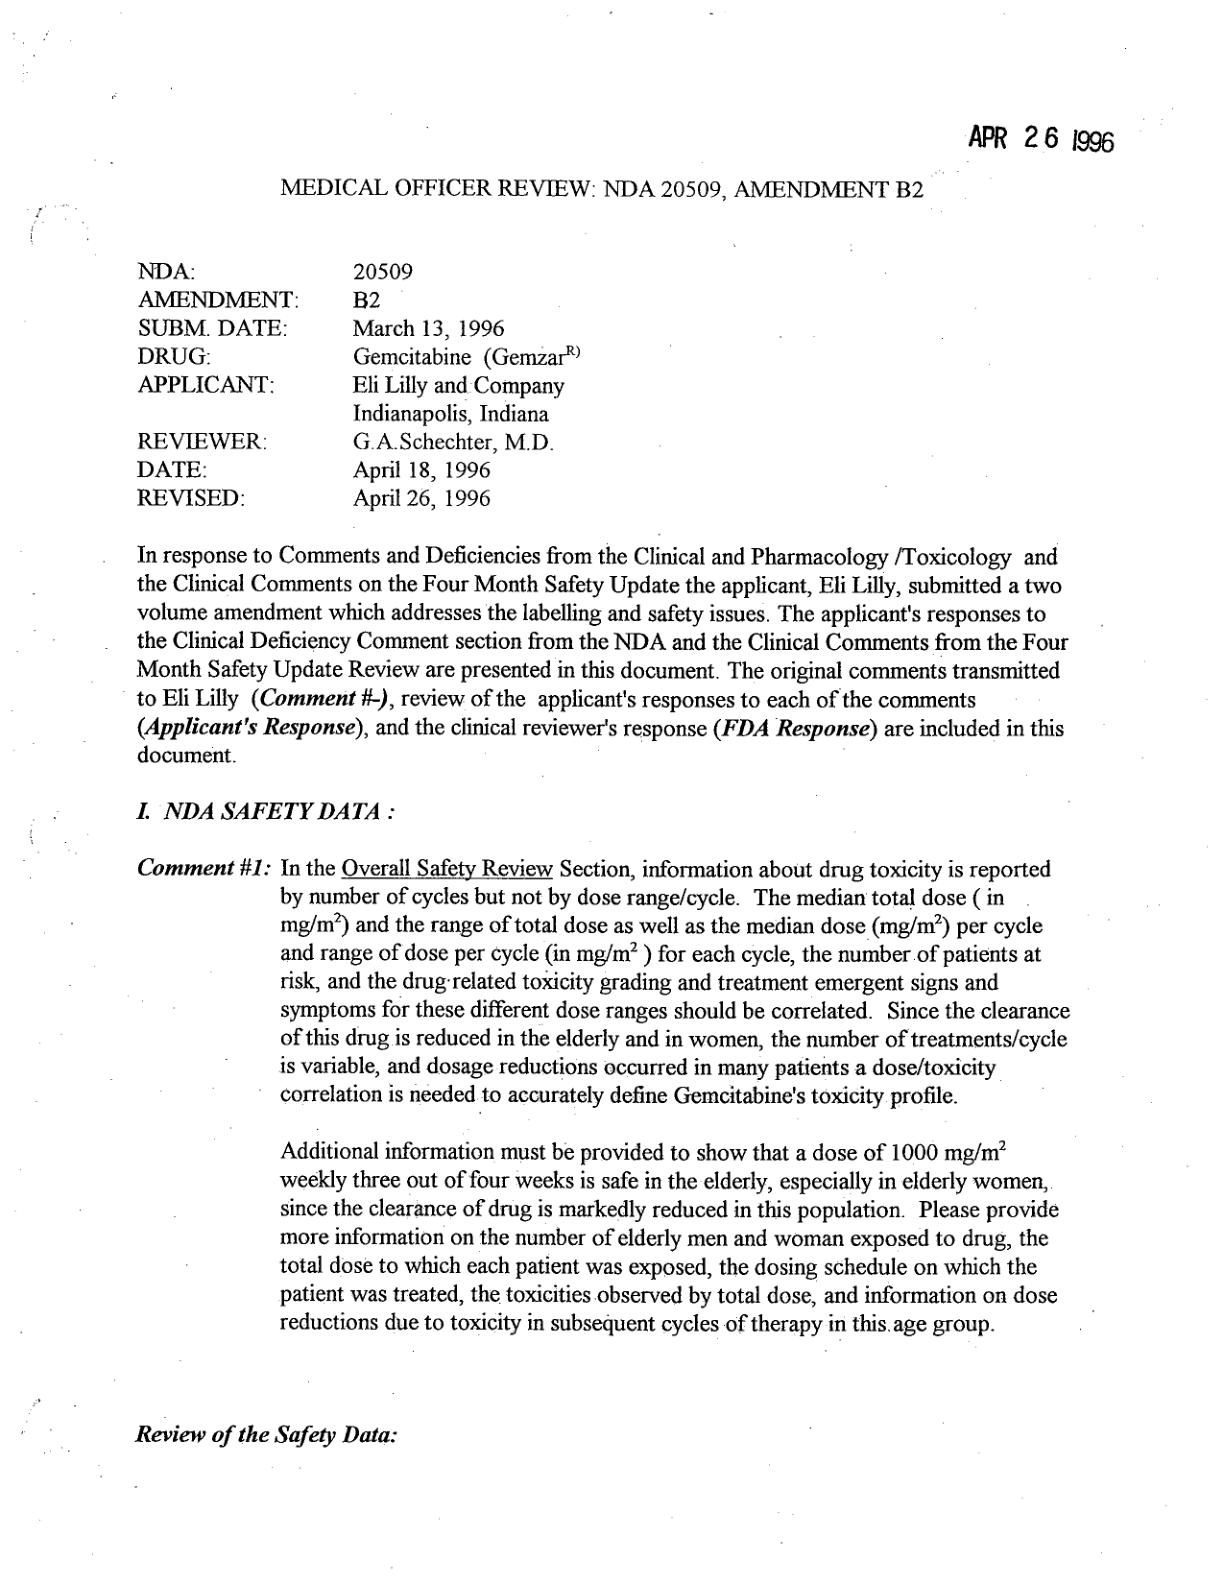 APR 26 1996
MEDICAL OFFICER REVIEW: NDA 20509, AMENDMENT B2
NDA: 20509
AMENDMENT: B2
SUBM. DATE: March 13, 1996
DRUG: Gemcitabine (Gemzar^R)
APPLICANT: Eli Lilly and Company
Indianapolis, Indiana
REVIEWER: G.A.Schechter, M.D.
DATE: April 18, 1996
REVISED: April 26, 1996
In response to Comments and Deficiencies from the Clinical and Pharmacology /Toxicology and
the Clinical Comments on the Four Month Safety Update the applicant, Eli Lilly, submitted a two
volume amendment which addresses the labelling and safety issues. The applicant's responses to
the Clinical Deficiency Comment section from the NDA and the Clinical Comments from the Four
Month Safety Update Review are presented in this document. The original comments transmitted
to Eli Lilly (Comment #-), review of the applicant's responses to each of the comments
(Applicant's Response), and the clinical reviewer's response (FDA Response) are included in this
document.
I. NDA SAFETY DATA :
Comment #1: In the Overall Safety Review Section, information about drug toxicity is reported
by number of cycles but not by dose range/cycle. The median total dose ( in
mg/m²) and the range of total dose as well as the median dose (mg/m²) per cycle
and range of dose per cycle (in mg/m² ) for each cycle, the number of patients at
risk, and the drug related toxicity grading and treatment emergent signs and
symptoms for these different dose ranges should be correlated. Since the clearance
of this drug is reduced in the elderly and in women, the number of treatments/cycle
is variable, and dosage reductions occurred in many patients a dose/toxicity
correlation is needed to accurately define Gemcitabine's toxicity profile.
Additional information must be provided to show that a dose of 1000 mg/m²
weekly three out of four weeks is safe in the elderly, especially in elderly women,
since the clearance of drug is markedly reduced in this population. Please provide
more information on the number of elderly men and woman exposed to drug, the
total dose to which each patient was exposed, the dosing schedule on which the
patient was treated, the toxicities observed by total dose, and information on dose
reductions due to toxicity in subsequent cycles of therapy in this age group.
Review of the Safety Data: